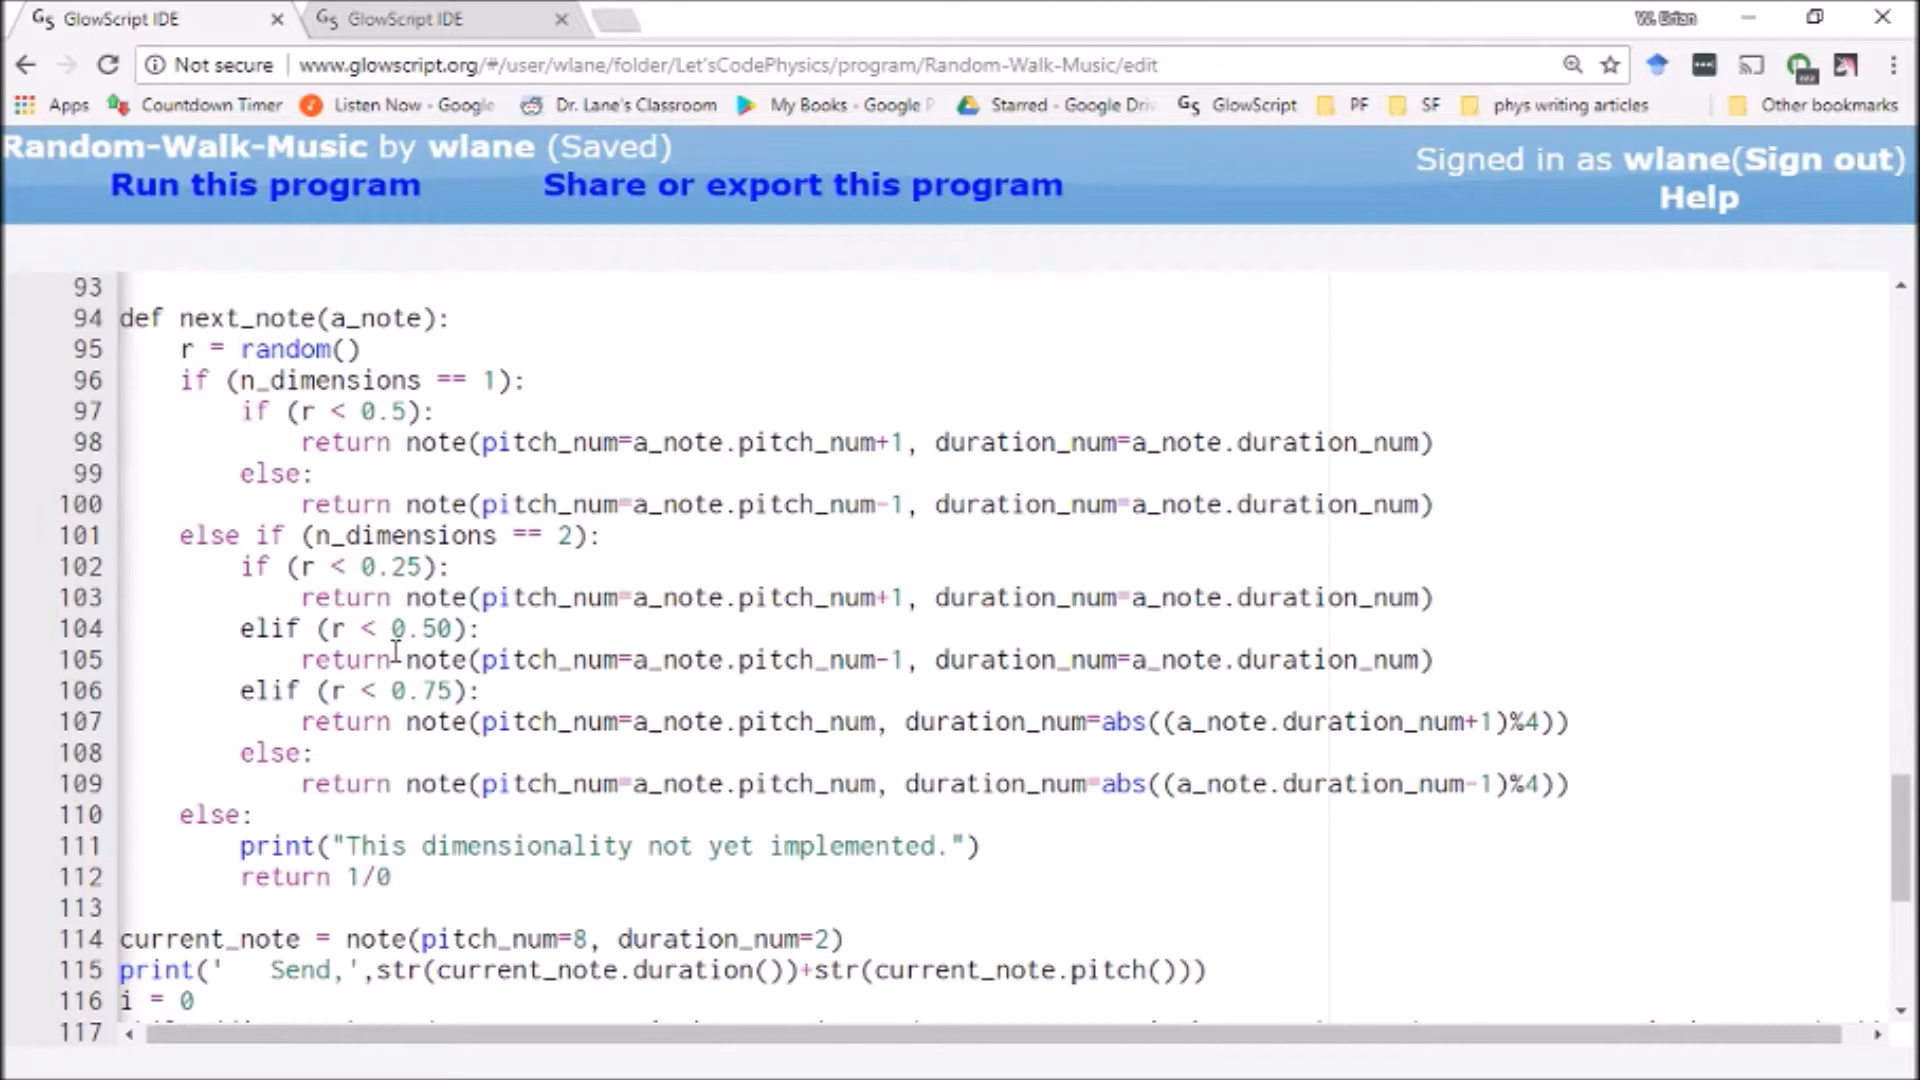 GlowScript IDE
GlowScript IDE
W. Brian
Not secure www.glowscript.org/#/user/wlane/folder/Let'sCodePhysics/program/Random-Walk-Music/edit
Apps Countdown Timer Listen Now - Google Dr. Lane's Classroom My Books - Google P Starred - Google Driv GlowScript PF SF phys writing articles Other bookmarks
Random-Walk-Music by wlane (Saved)
Signed in as wlane(Sign out)
Run this program Share or export this program
Help
93
94 def next_note(a_note):
95     r = random()
96     if (n_dimensions == 1):
97         if (r < 0.5):
98             return note(pitch_num=a_note.pitch_num+1, duration_num=a_note.duration_num)
99         else:
100             return note(pitch_num=a_note.pitch_num-1, duration_num=a_note.duration_num)
101     else if (n_dimensions == 2):
102         if (r < 0.25):
103             return note(pitch_num=a_note.pitch_num+1, duration_num=a_note.duration_num)
104         elif (r < 0.50):
105             return note(pitch_num=a_note.pitch_num-1, duration_num=a_note.duration_num)
106         elif (r < 0.75):
107             return note(pitch_num=a_note.pitch_num, duration_num=abs((a_note.duration_num+1)%4))
108         else:
109             return note(pitch_num=a_note.pitch_num, duration_num=abs((a_note.duration_num-1)%4))
110     else:
111         print("This dimensionality not yet implemented.")
112         return 1/0
113
114 current_note = note(pitch_num=8, duration_num=2)
115 print('   Send,',str(current_note.duration())+str(current_note.pitch()))
116 i = 0
117